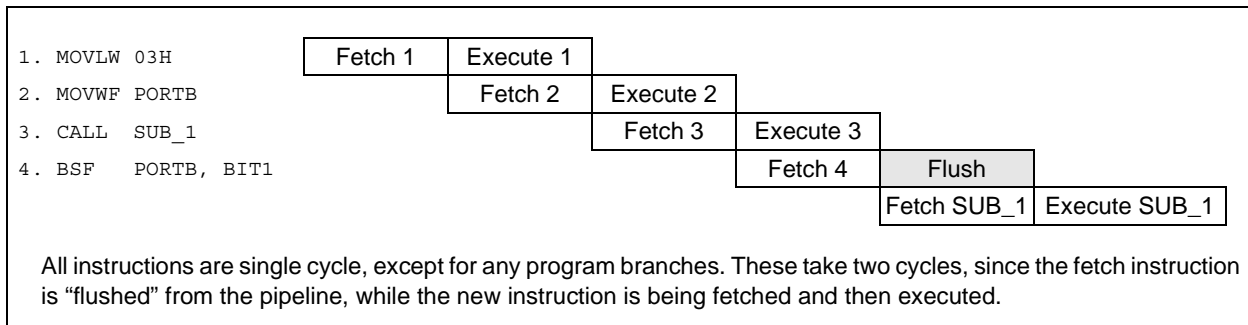 1. MOVLW 03H Fetch 1 Execute 1
2. MOVWF PORTB Fetch 2 Execute 2
3. CALL SUB_1 Fetch 3 Execute 3
4. BSF PORTB, BIT1 Fetch 4 Flush
Fetch SUB_1 Execute SUB_1
All instructions are single cycle, except for any program branches. These take two cycles, since the fetch instruction
is “flushed” from the pipeline, while the new instruction is being fetched and then executed.